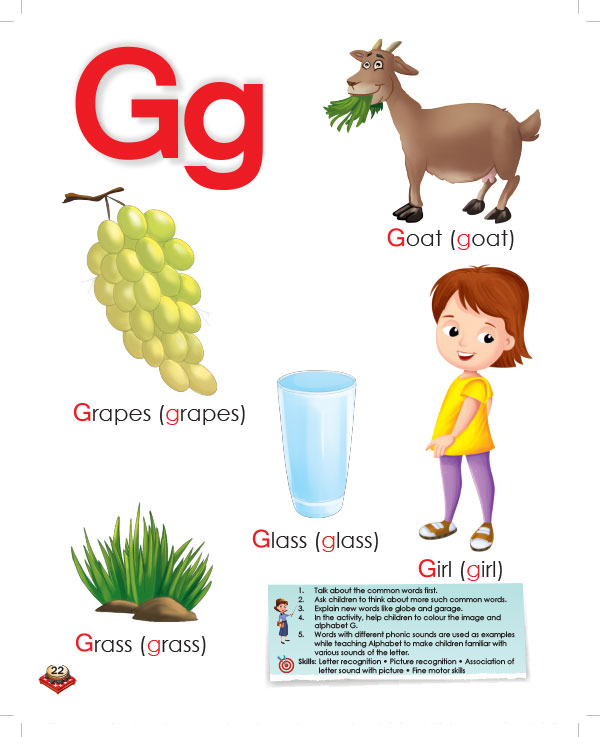 Gg
Goat (goat)
Grapes (grapes)
Glass (glass)
Girl (girl)
Grass (grass)
1. Talk about the common words first.
2. Ask children to think about more such common words.
3. Explain new words like globe and garage.
4. In the activity, help children to colour the image and
alphabet G.
5. Words with different phonic sounds are used as examples
while teaching Alphabet to make children familiar with
various sounds of the letter.
Skills: Letter recognition • Picture recognition • Association of
letter sound with picture • Fine motor skills
22